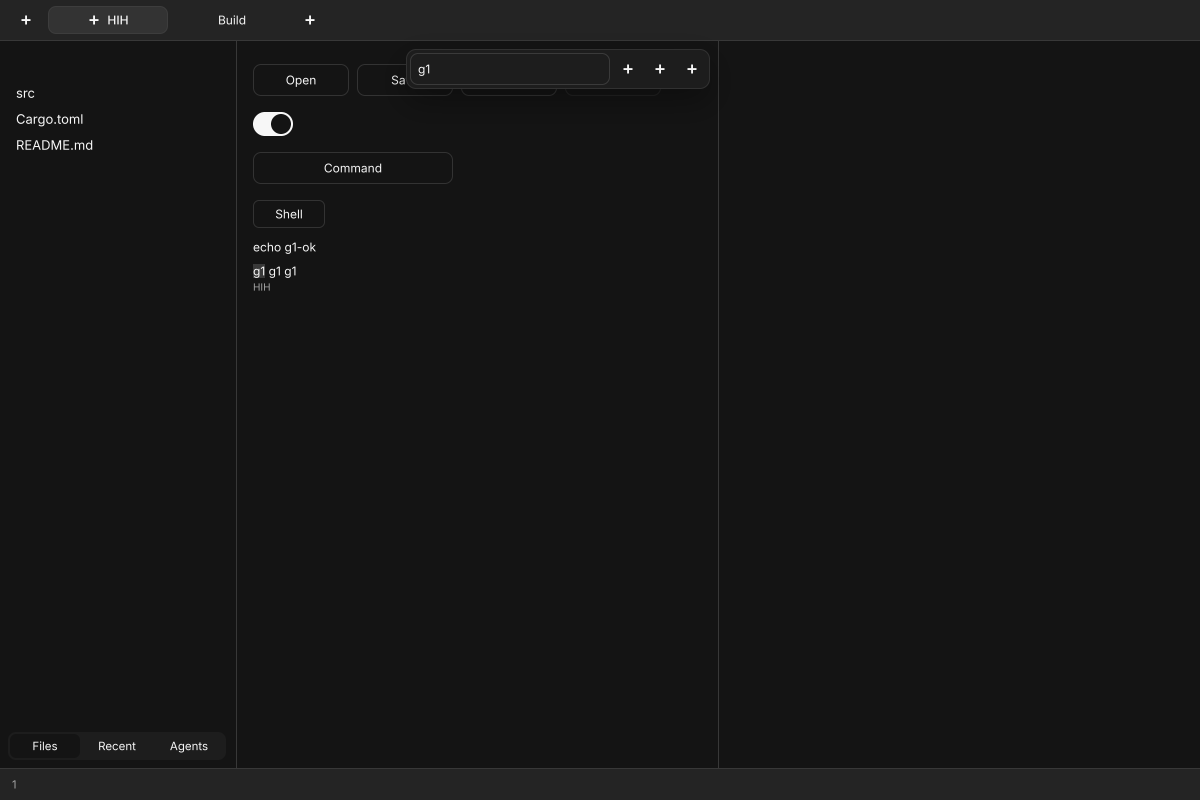 HIH
Build
g1
Open
src
Cargo.toml
README.md
Command
Shell
echo g1-ok
g1 g1 g1
HIH
Files
Recent
Agents
1